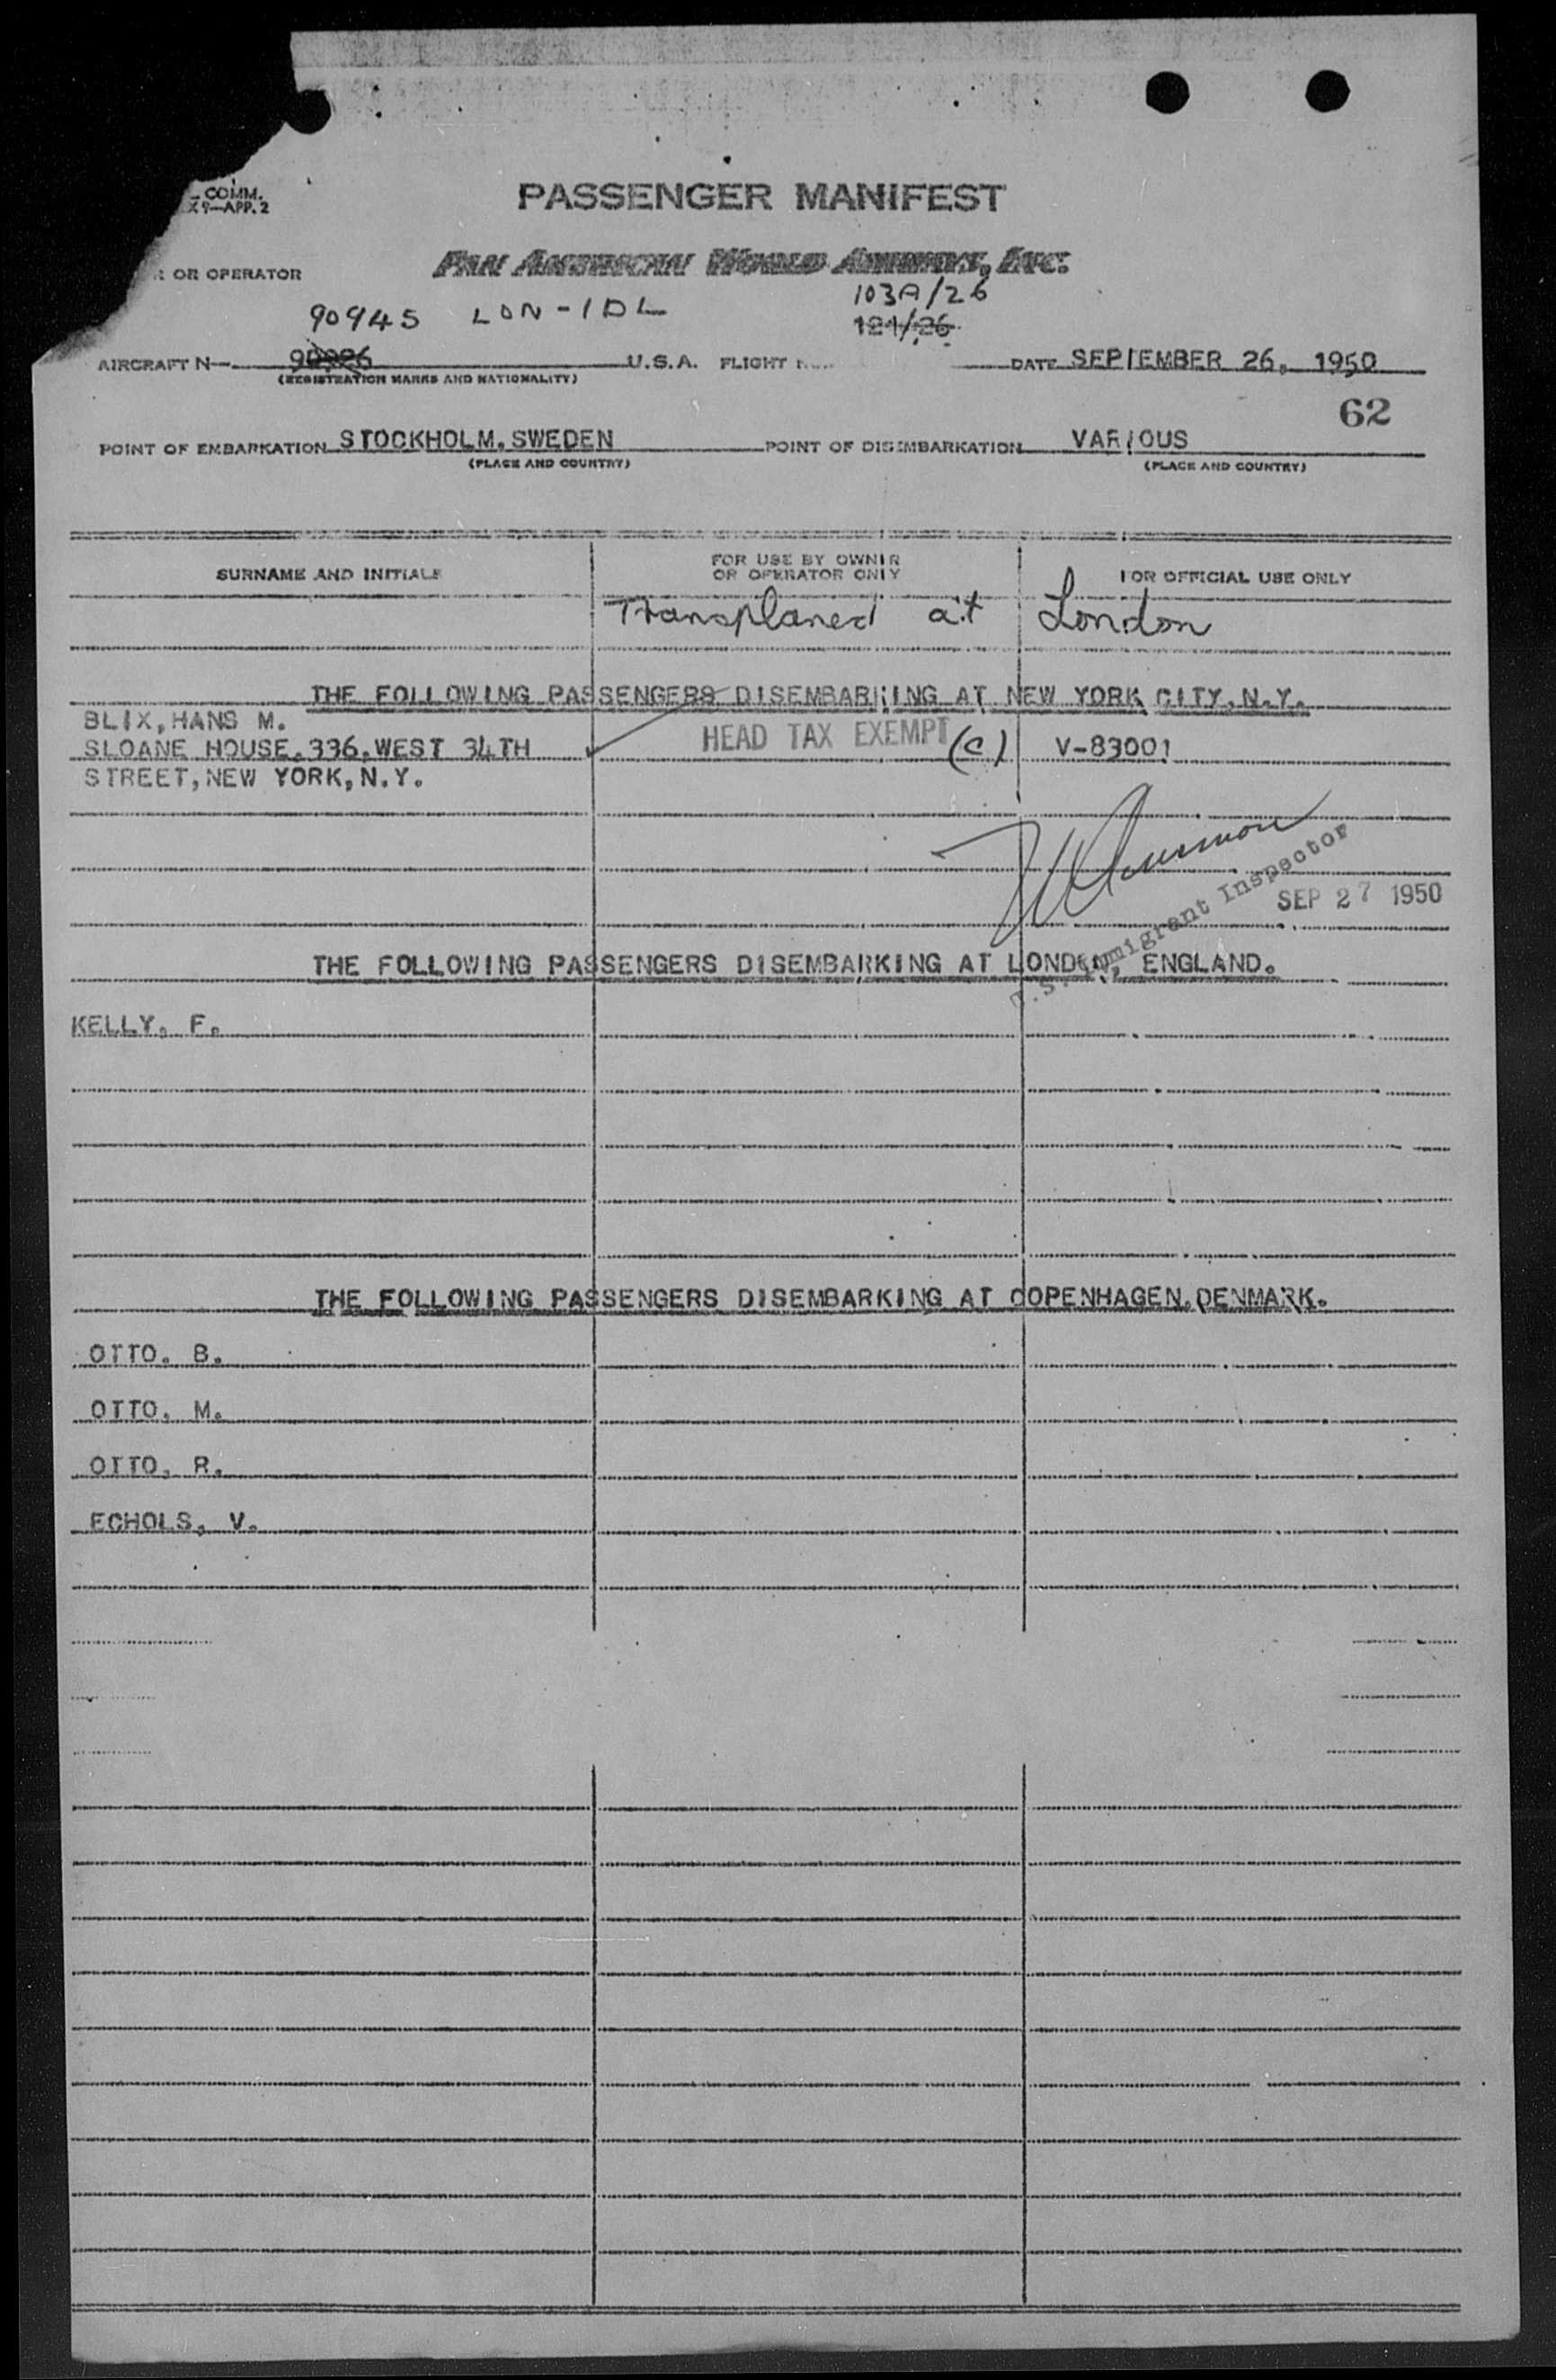 COMM.
9—APP. 2
PASSENGER MANIFEST
OR OPERATOR
PAN AMERICAN WORLD AIRWAYS, INC.
103A/26
90945 LON-IDL
121/26
AIRCRAFT N— U.S.A. FLIGHT DATE SEPTEMBER 26, 1950
(REGISTRATION MARKS AND NATIONALITY)
62
POINT OF EMBARKATION STOCKHOLM, SWEDEN POINT OF DISEMBARKATION VARIOUS
(PLACE AND COUNTRY) (PLACE AND COUNTRY)
SURNAME AND INITIALS FOR USE BY OWNER OR OPERATOR ONLY FOR OFFICIAL USE ONLY
Transplaned at London
THE FOLLOWING PASSENGERS DISEMBARKING AT NEW YORK CITY, N.Y.
BLIX, HANS M.
SLOANE HOUSE, 336, WEST 34TH HEAD TAX EXEMPT (C) V-83001
STREET, NEW YORK, N.Y.
U.S. Immigrant Inspector
SEP 27 1950
THE FOLLOWING PASSENGERS DISEMBARKING AT LONDON, ENGLAND.
KELLY, F.
THE FOLLOWING PASSENGERS DISEMBARKING AT COPENHAGEN, DENMARK.
OTTO, B.
OTTO, M.
OTTO, R.
ECHOLS, V.